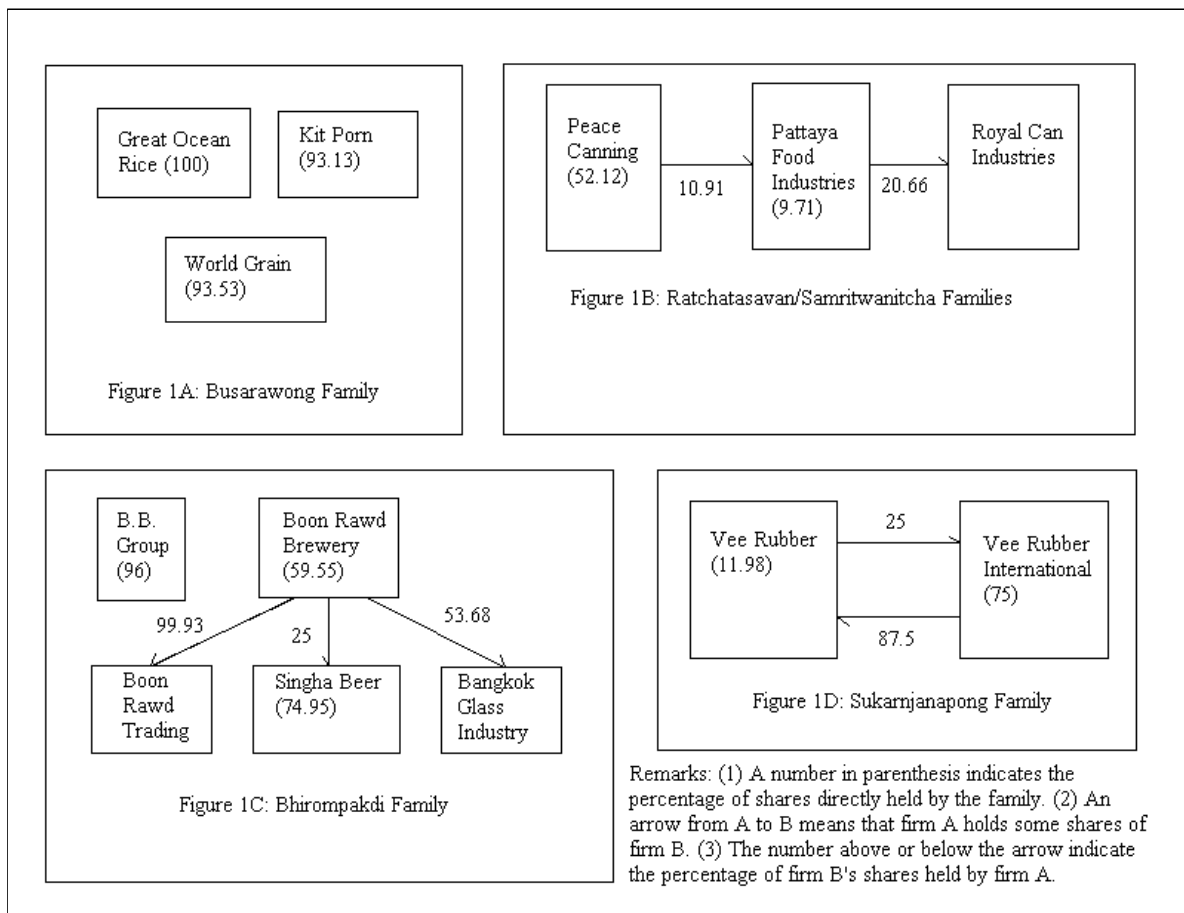 Great Ocean
Rice (100)
Kit Porn
(93.13)
World Grain
(93.53)
Figure 1A: Busarawong Family
Peace
Canning
(52.12)
10.91
Pattaya
Food
Industries
(9.71)
20.66
Royal Can
Industries
Figure 1B: Ratchatasavan/Samritwanitcha Families
B.B.
Group
(96)
Boon Rawd
Brewery
(59.55)
99.93
25
53.68
Boon
Rawd
Trading
Singha Beer
(74.95)
Bangkok
Glass
Industry
Figure 1C: Bhirompakdi Family
Vee Rubber
(11.98)
25
87.5
Vee Rubber
International
(75)
Figure 1D: Sukarnjanapong Family
Remarks: (1) A number in parenthesis indicates the
percentage of shares directly held by the family. (2) An
arrow from A to B means that firm A holds some shares of
firm B. (3) The number above or below the arrow indicate
the percentage of firm B's shares held by firm A.